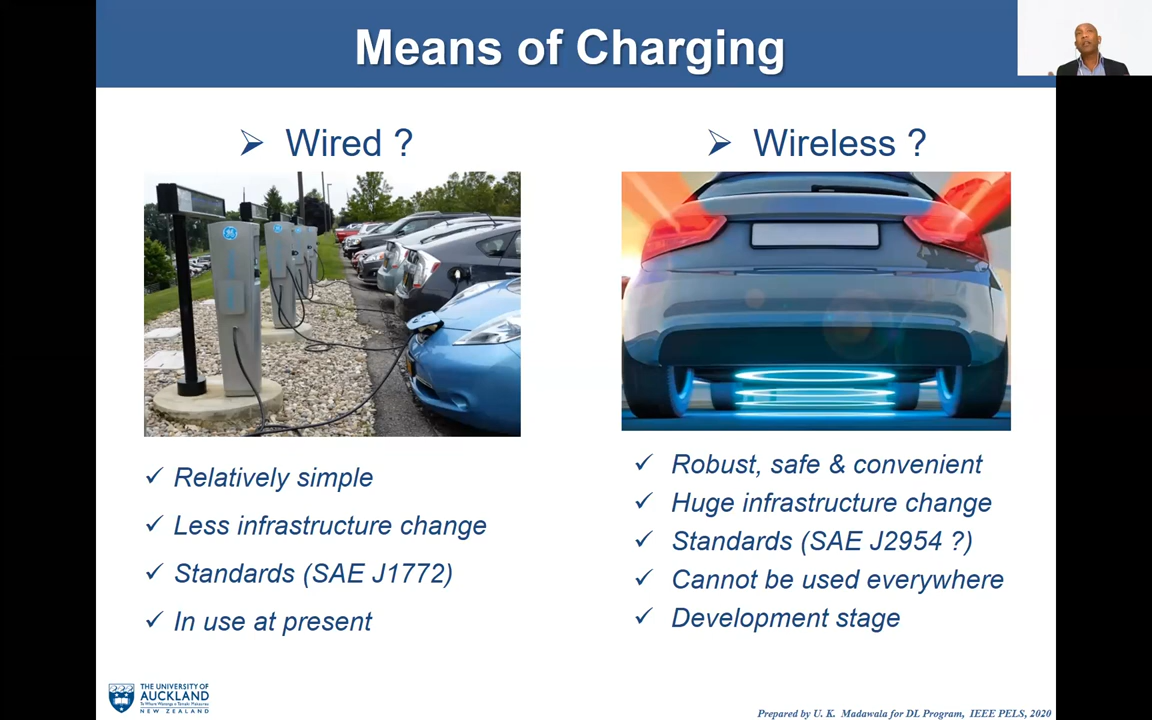 Means of Charging
➢ Wired ?
➢ Wireless ?
✓ Relatively simple
✓ Less infrastructure change
✓ Standards (SAE J1772)
✓ In use at present
✓ Robust, safe & convenient
✓ Huge infrastructure change
✓ Standards (SAE J2954 ?)
✓ Cannot be used everywhere
✓ Development stage
THE UNIVERSITY OF
AUCKLAND
NEW ZEALAND
Prepared by U. K. Madawala for DL Program, IEEE PELS, 2020